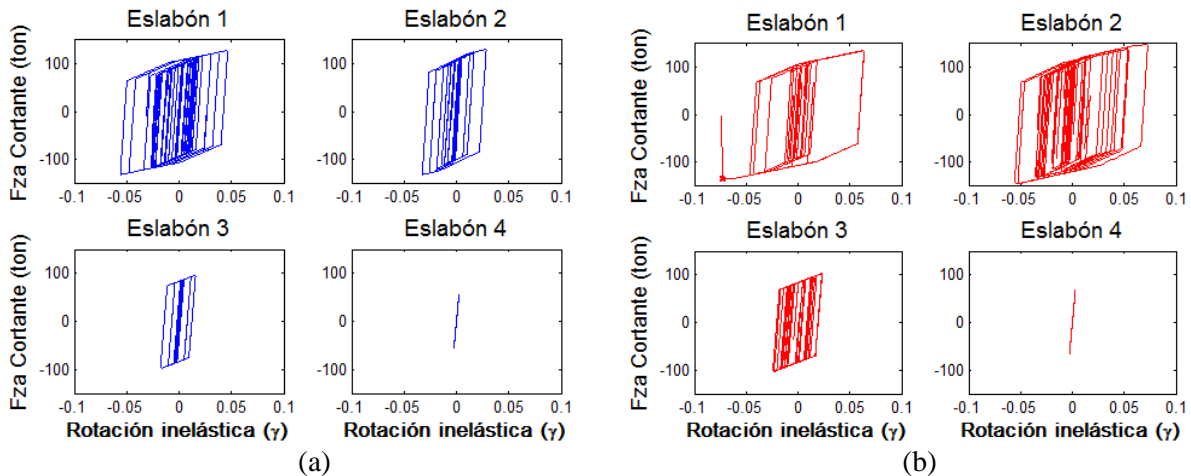 Eslabón 1
Eslabón 2
Fza Cortante (ton)
100
0
-100
-0.1 -0.05 0 0.05 0.1
100
0
-100
-0.1 -0.05 0 0.05 0.1
Eslabón 3
Eslabón 4
Fza Cortante (ton)
100
0
-100
-0.1 -0.05 0 0.05 0.1
100
0
-100
-0.1 -0.05 0 0.05 0.1
Rotación inelástica (γ)
Rotación inelástica (γ)
(a)
Eslabón 1
Eslabón 2
Fza Cortante (ton)
100
0
-100
-0.1 -0.05 0 0.05 0.1
100
0
-100
-0.1 -0.05 0 0.05 0.1
Eslabón 3
Eslabón 4
Fza Cortante (ton)
100
0
-100
-0.1 -0.05 0 0.05 0.1
100
0
-100
-0.1 -0.05 0 0.05 0.1
Rotación inelástica (γ)
Rotación inelástica (γ)
(b)